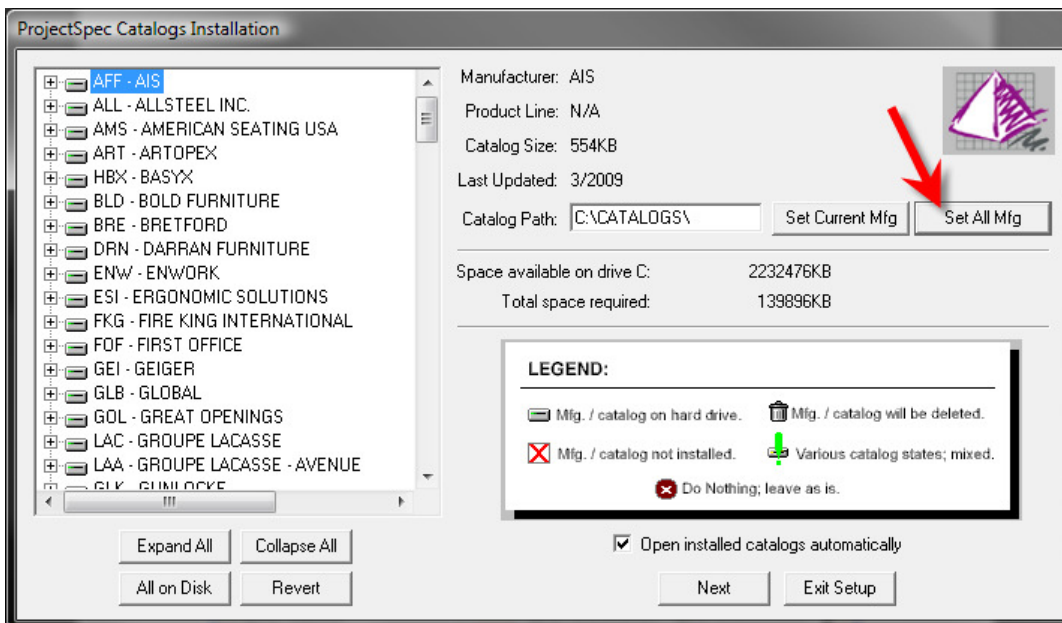 ProjectSpec Catalogs Installation
AFF - AIS
ALL - ALLSTEEL INC.
AMS - AMERICAN SEATING USA
ART - ARTOPEX
HBX - BASYX
BLD - BOLD FURNITURE
BRE - BRETFORD
DRN - DARRAN FURNITURE
ENW - ENWORK
ESI - ERGONOMIC SOLUTIONS
FKG - FIRE KING INTERNATIONAL
FOF - FIRST OFFICE
GEI - GEIGER
GLB - GLOBAL
GOL - GREAT OPENINGS
LAC - GROUPE LACASSE
LAA - GROUPE LACASSE - AVENUE
GLK - GUNLOCKE
Expand All Collapse All
All on Disk Revert
Manufacturer: AIS
Product Line: N/A
Catalog Size: 554KB
Last Updated: 3/2009
Catalog Path: C:\CATALOGS\ Set Current Mfg Set All Mfg
Space available on drive C: 2232476KB
Total space required: 139896KB
LEGEND:
Mfg. / catalog on hard drive. Mfg. / catalog will be deleted.
Mfg. / catalog not installed. Various catalog states; mixed.
Do Nothing; leave as is.
Open installed catalogs automatically
Next Exit Setup